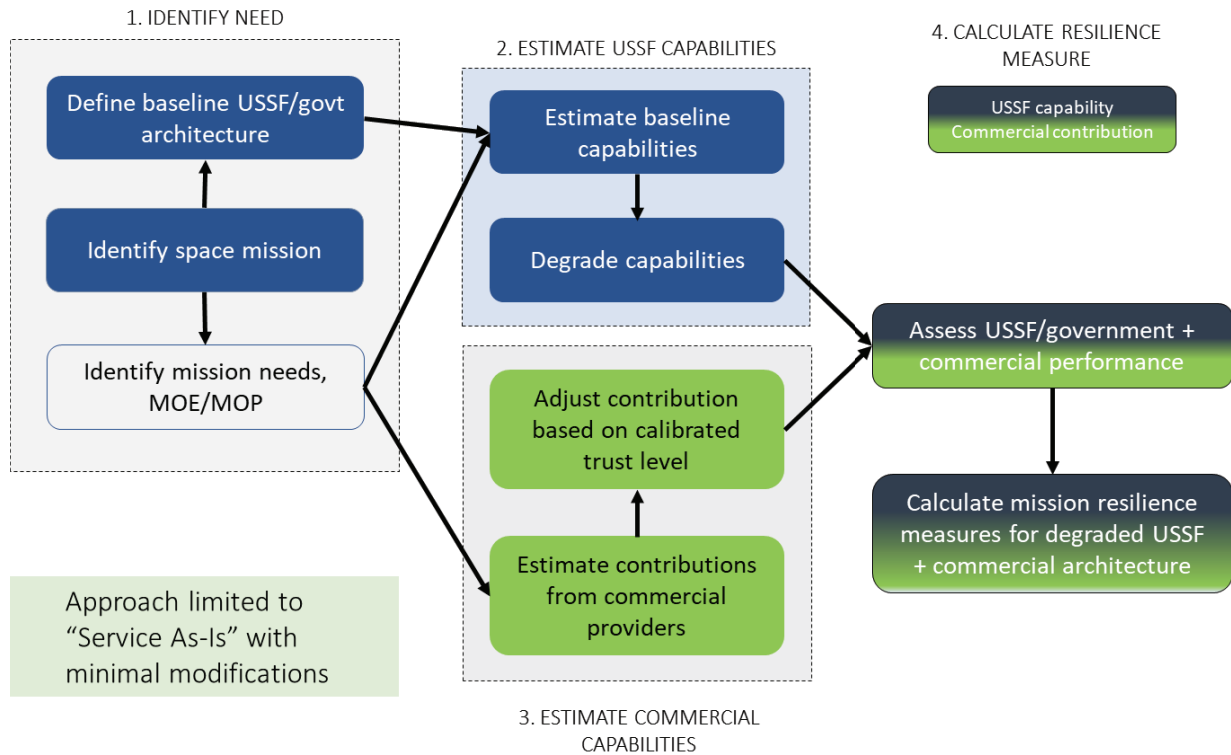 1. IDENTIFY NEED
Define baseline USSF/govt
architecture
Identify space mission
Identify mission needs,
MOE/MOP
2. ESTIMATE USSF CAPABILITIES
Estimate baseline
capabilities
Degrade capabilities
Adjust contribution
based on calibrated
trust level
Estimate contributions
from commercial
providers
3. ESTIMATE COMMERCIAL
CAPABILITIES
4. CALCULATE RESILIENCE
MEASURE
USSF capability
Commercial contribution
Assess USSF/government +
commercial performance
Calculate mission resilience
measures for degraded USSF
+ commercial architecture
Approach limited to
“Service As-Is” with
minimal modifications